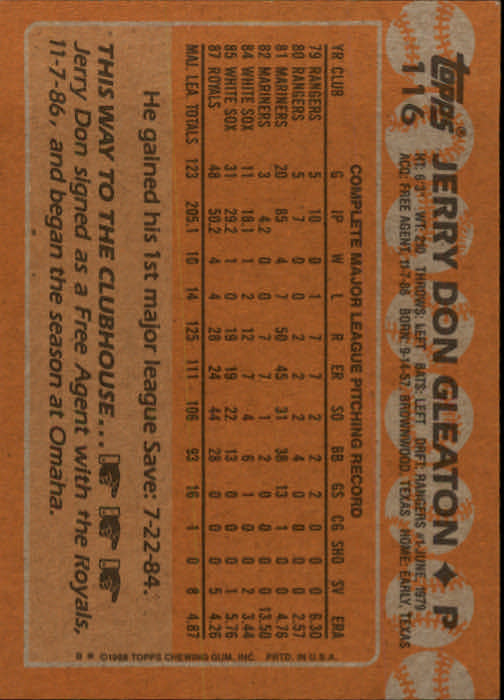 topps®
116
JERRY DON GLEATON ◆ P
HT: 6'3" WT: 210 THROWS: LEFT BATS: LEFT DRFT: RANGERS #1-JUNE, 1979
ACQ: FREE AGENT, 11-7-86 BORN: 9-14-57, BROWNWOOD, TEXAS HOME: EARLY, TEXAS
COMPLETE MAJOR LEAGUE PITCHING RECORD
YR CLUB G IP W L R ER SO BB GS CG SHO SV ERA
79 RANGERS 5 10 0 1 7 7 2 2 2 0 0 0 6.30
80 RANGERS 5 7 0 0 2 2 2 4 0 0 0 0 2.57
81 MARINERS 20 85 4 7 50 45 31 38 13 1 0 0 4.76
82 MARINERS 3 4.2 0 0 7 7 1 2 0 0 0 0 13.50
84 WHITE SOX 11 18.1 1 2 12 7 4 6 1 0 0 2 3.44
85 WHITE SOX 31 29.2 1 0 19 19 22 13 0 0 0 1 5.76
87 ROYALS 48 50.2 4 4 28 24 44 28 0 0 0 5 4.26
MAJ. LEA. TOTALS 123 205.1 10 14 125 111 106 93 16 1 0 8 4.87
He gained his 1st major league Save: 7-22-84.
THIS WAY TO THE CLUBHOUSE...
Jerry Don signed as a Free Agent with the Royals,
11-7-86, and began the season at Omaha.
©1988 TOPPS CHEWING GUM, INC. PRTD. IN U.S.A.